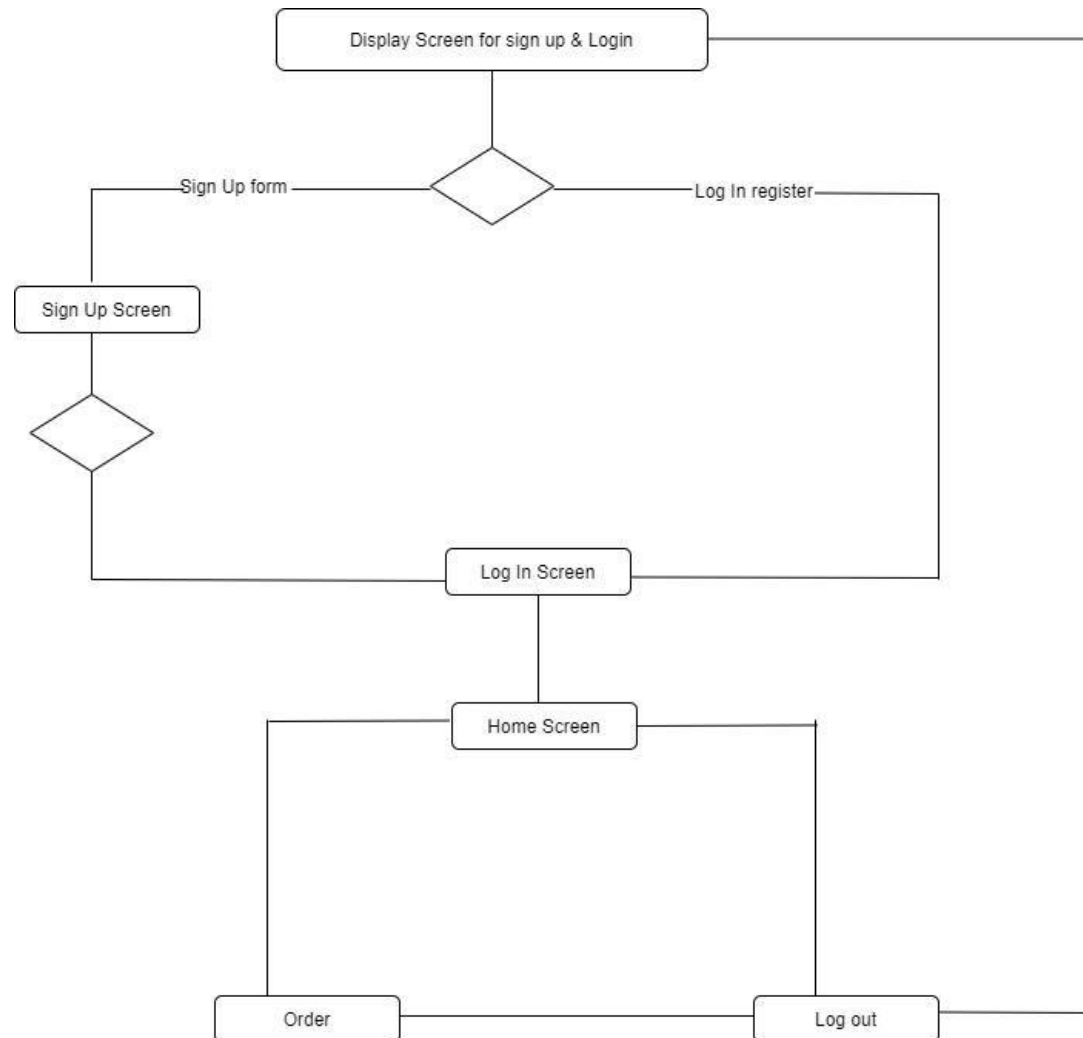 Display Screen for sign up & Login
Sign Up form
Log In register
Sign Up Screen
Log In Screen
Home Screen
Order
Log out